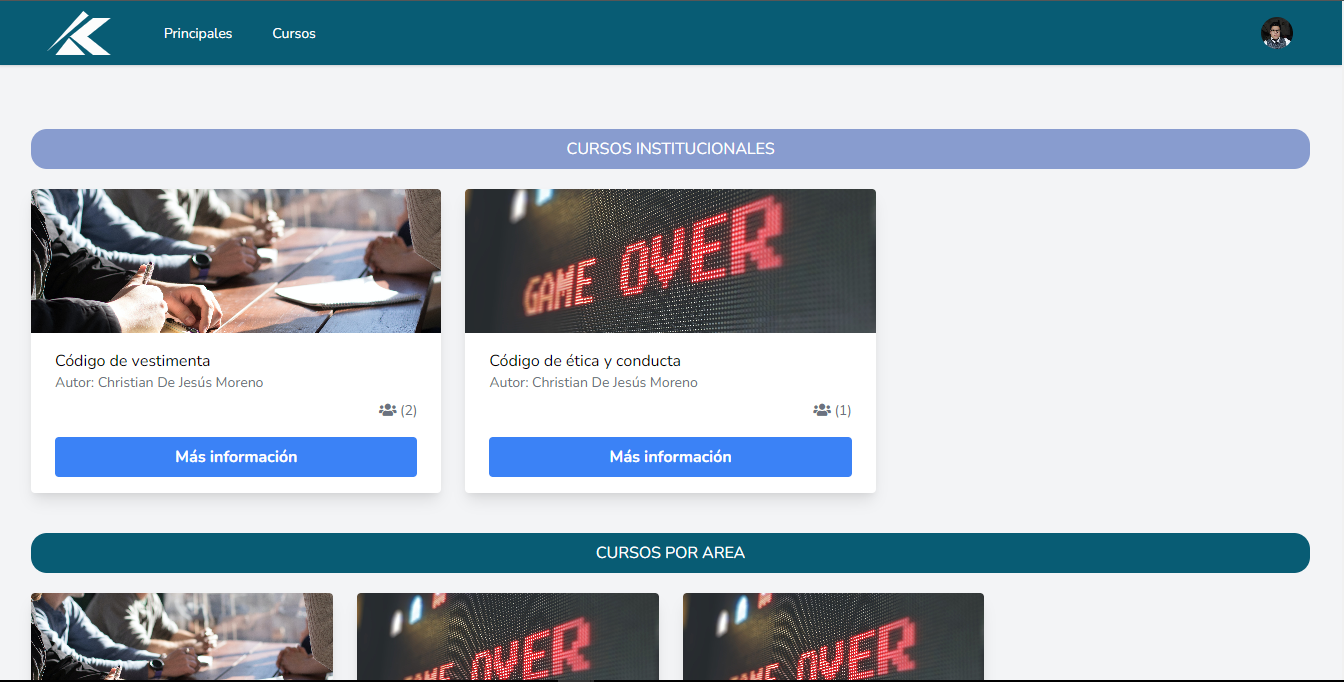 Principales Cursos
CURSOS INSTITUCIONALES
GAME OVER
Código de vestimenta
Autor: Christian De Jesús Moreno
(2)
Más información
Código de ética y conducta
Autor: Christian De Jesús Moreno
(1)
Más información
CURSOS POR AREA
GAME OVER
GAME OVER